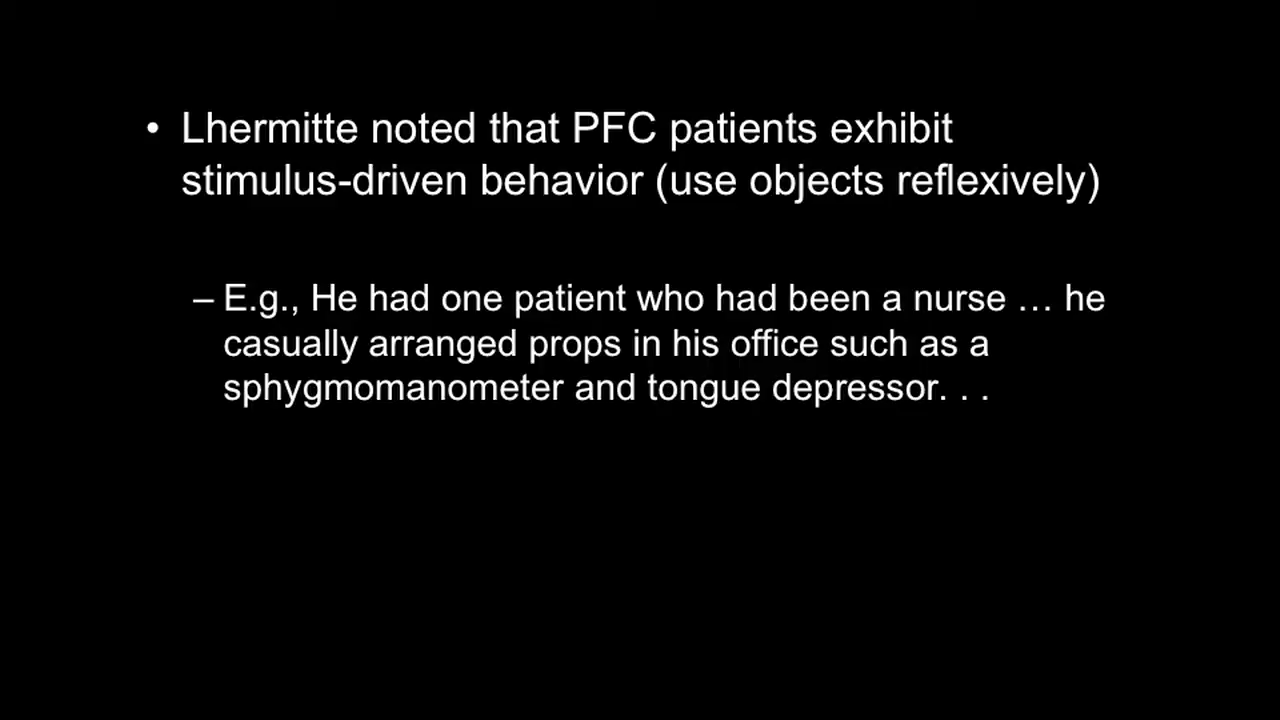 • Lhermitte noted that PFC patients exhibit
stimulus-driven behavior (use objects reflexively)
– E.g., He had one patient who had been a nurse … he
casually arranged props in his office such as a
sphygmomanometer and tongue depressor. . .